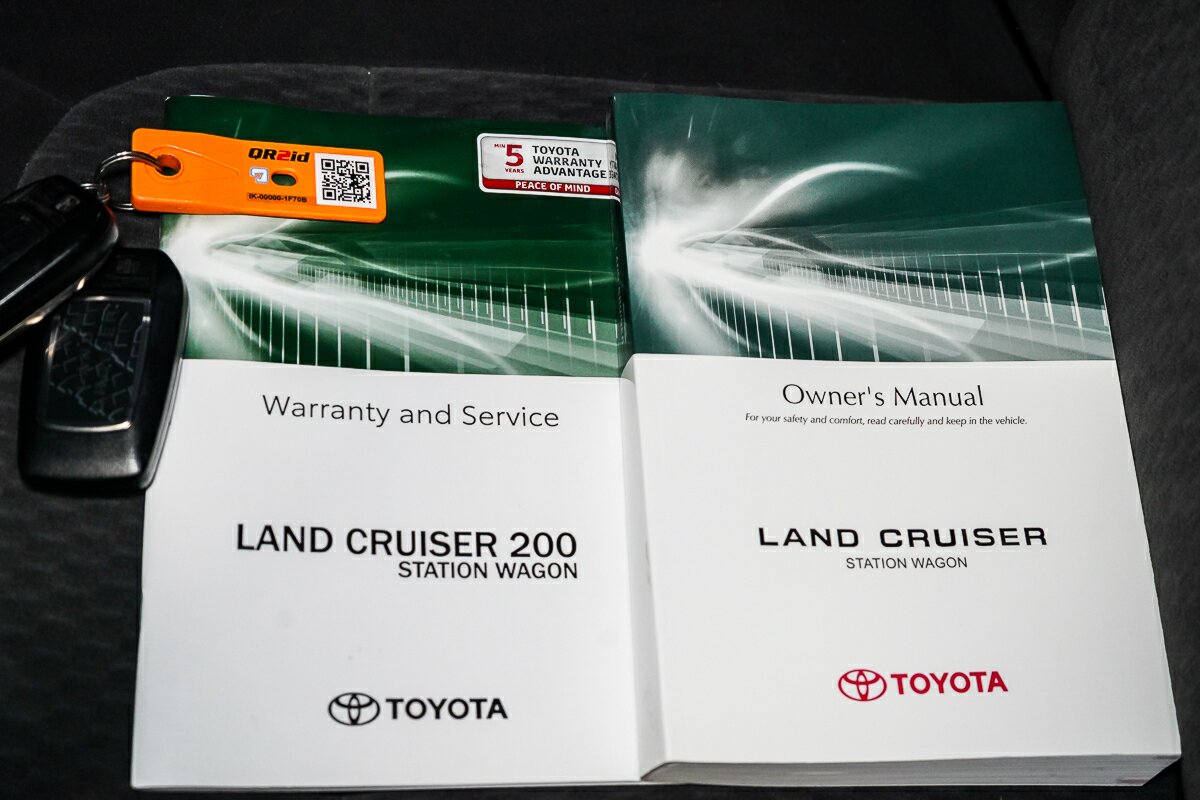 QR2id
IK-00000-1F70B
MIN
5
YEARS
TOYOTA
WARRANTY
ADVANTAGE
PEACE OF MIND
Warranty and Service
LAND CRUISER 200
STATION WAGON
TOYOTA
Owner's Manual
For your safety and comfort, read carefully and keep in the vehicle.
LAND CRUISER
STATION WAGON
TOYOTA